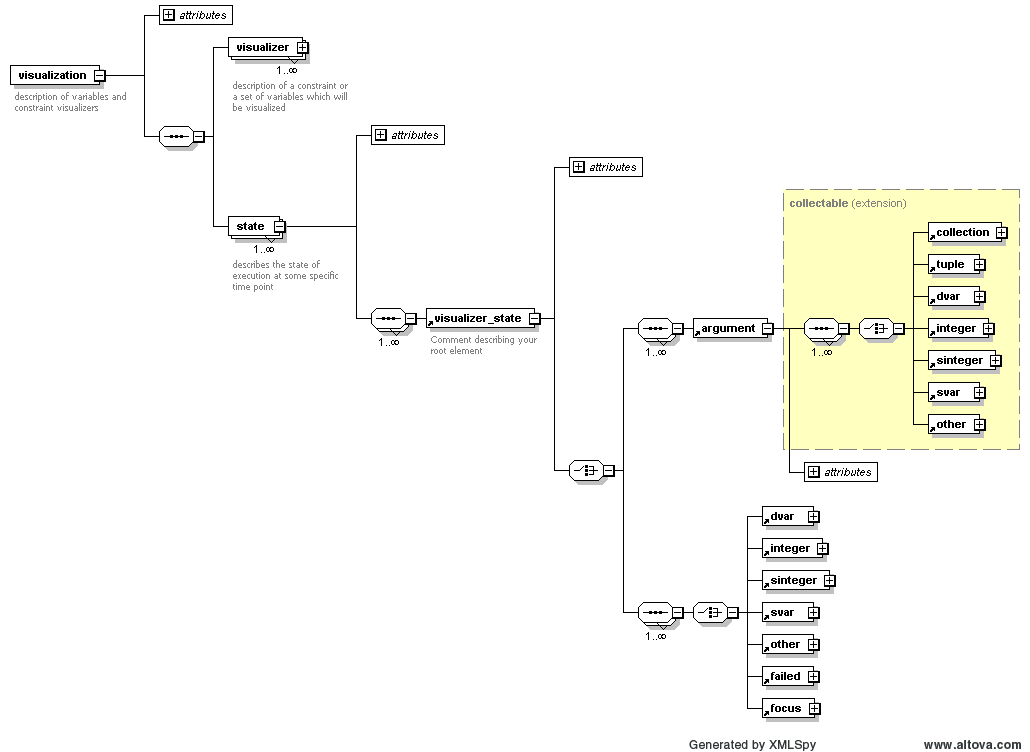 attributes
visualizer
1..∞
visualization
description of variables and
constraint visualizers
description of a constraint or
a set of variables which will
be visualized
attributes
attributes
collectable (extension)
state
1..∞
describes the state of
execution at some specific
time point
collection
tuple
dvar
integer
sinteger
svar
other
visualizer_state
1..∞
Comment describing your
root element
argument
1..∞
1..∞
attributes
dvar
integer
sinteger
svar
other
failed
focus
1..∞
Generated by XMLSpy
www.altova.com